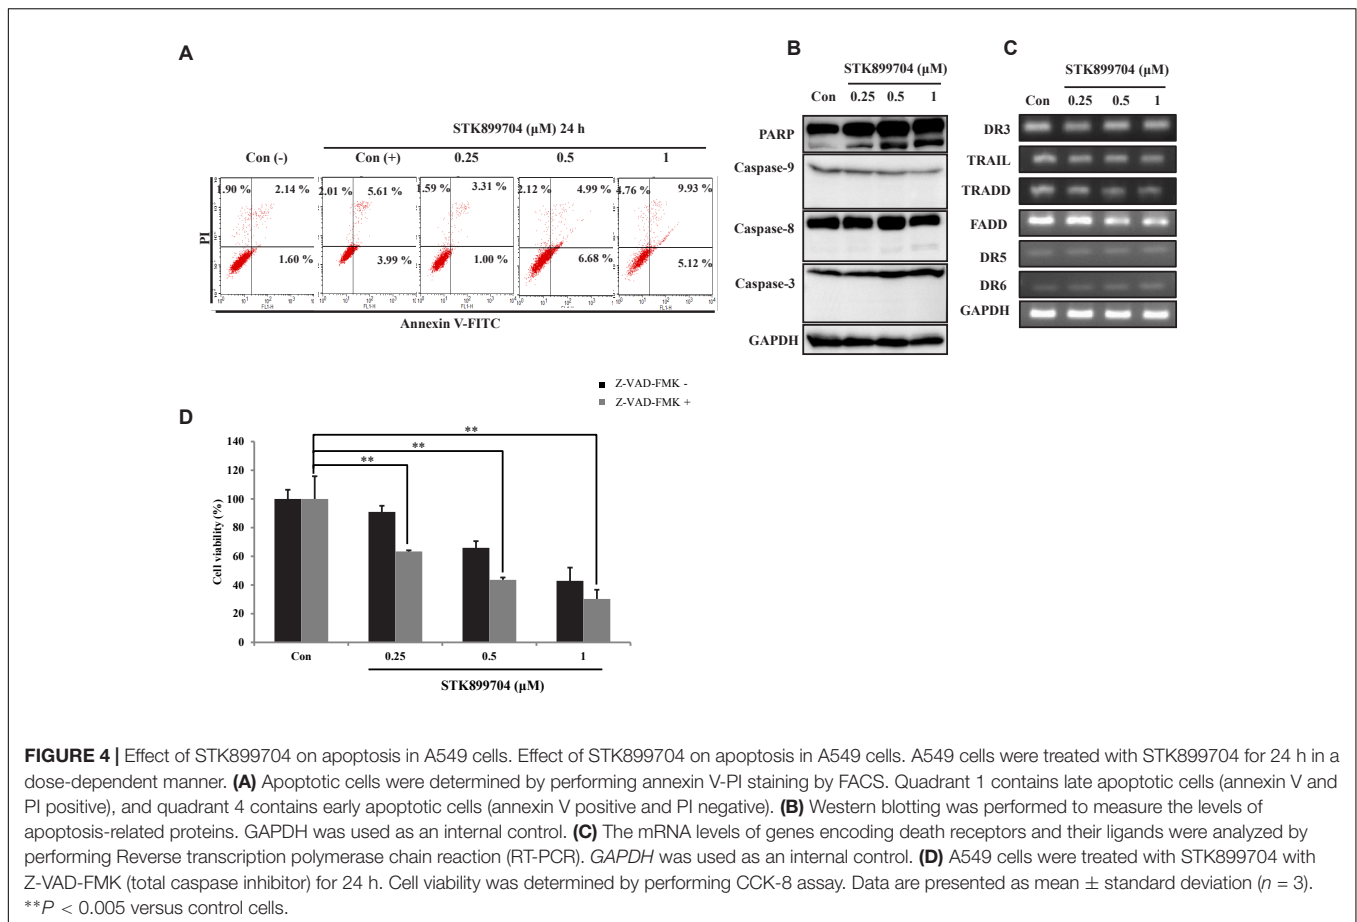 A
STK899704 (µM) 24 h
Con (-) Con (+) 0.25 0.5 1
1.90 % 2.14 % 2.01 % 5.61 % 1.59 % 3.31 % 2.12 % 4.99 % 4.76 % 9.93 %
PI
1.60 % 3.99 % 1.00 % 6.68 % 5.12 %
Annexin V-FITC
B
STK899704 (µM)
Con 0.25 0.5 1
PARP
Caspase-9
Caspase-8
Caspase-3
GAPDH
C
STK899704 (µM)
Con 0.25 0.5 1
DR3
TRAIL
TRADD
FADD
DR5
DR6
GAPDH
D
Z-VAD-FMK -
Z-VAD-FMK +
Cell viability (%)
140
120
100
80
60
40
20
0
**
**
**
Con 0.25 0.5 1
STK899704 (µM)
FIGURE 4 | Effect of STK899704 on apoptosis in A549 cells. Effect of STK899704 on apoptosis in A549 cells. A549 cells were treated with STK899704 for 24 h in a
dose-dependent manner. (A) Apoptotic cells were determined by performing annexin V-PI staining by FACS. Quadrant 1 contains late apoptotic cells (annexin V and
PI positive), and quadrant 4 contains early apoptotic cells (annexin V positive and PI negative). (B) Western blotting was performed to measure the levels of
apoptosis-related proteins. GAPDH was used as an internal control. (C) The mRNA levels of genes encoding death receptors and their ligands were analyzed by
performing Reverse transcription polymerase chain reaction (RT-PCR). GAPDH was used as an internal control. (D) A549 cells were treated with STK899704 with
Z-VAD-FMK (total caspase inhibitor) for 24 h. Cell viability was determined by performing CCK-8 assay. Data are presented as mean ± standard deviation (n = 3).
**P < 0.005 versus control cells.